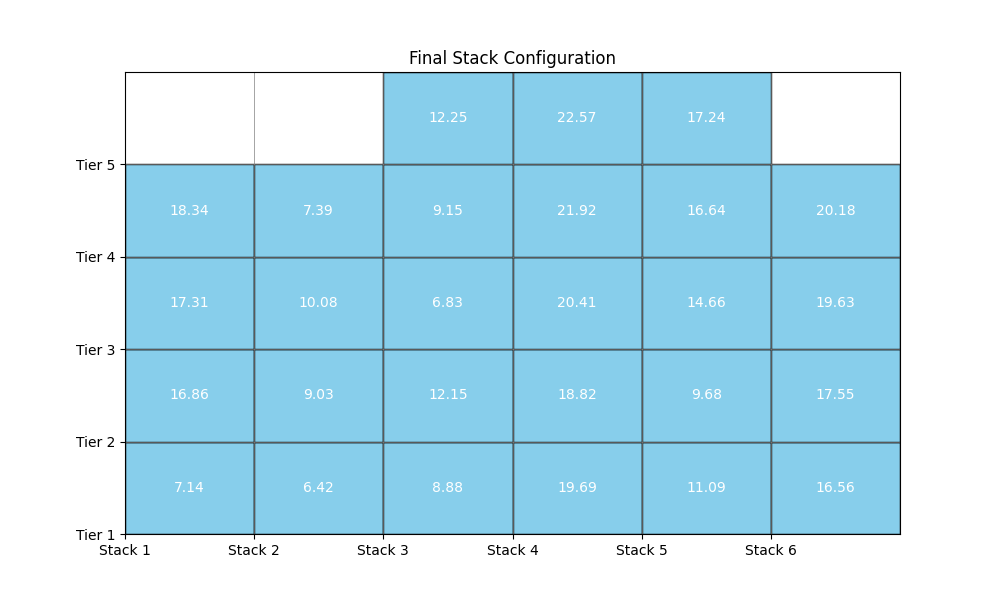 Final Stack Configuration
12.25 22.57 17.24
Tier 5
18.34 7.39 9.15 21.92 16.64 20.18
Tier 4
17.31 10.08 6.83 20.41 14.66 19.63
Tier 3
16.86 9.03 12.15 18.82 9.68 17.55
Tier 2
7.14 6.42 8.88 19.69 11.09 16.56
Tier 1
Stack 1 Stack 2 Stack 3 Stack 4 Stack 5 Stack 6